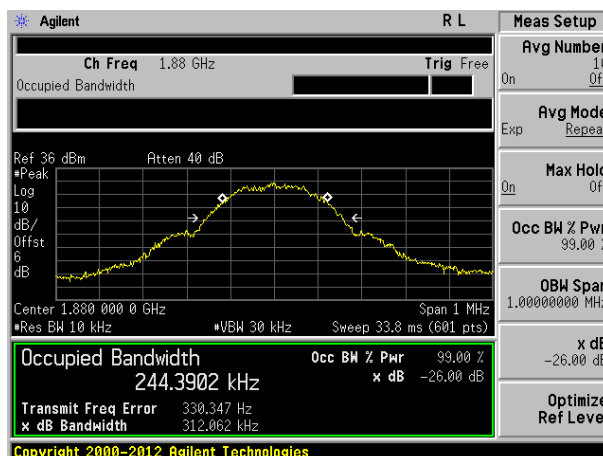 Agilent R L Meas Setup
Ch Freq 1.88 GHz Trig Free
Occupied Bandwidth
Ref 36 dBm Atten 40 dB
#Peak
Log
10
dB/
Offst
6
dB
Center 1.880 000 0 GHz Span 1 MHz
#Res BW 10 kHz #VBW 30 kHz Sweep 33.8 ms (601 pts)
Occupied Bandwidth Occ BW % Pwr 99.00 %
244.3902 kHz x dB -26.00 dB
Transmit Freq Error 330.347 Hz
x dB Bandwidth 312.062 kHz
Copyright 2000-2012 Agilent Technologies
Avg Number
On
Avg Mode
Exp Repea
Max Hold
On Of
Occ BW % Pwr
99.00 %
OBW Span
1.00000000 MHz
x dB
-26.00 dB
Optimize
Ref Level